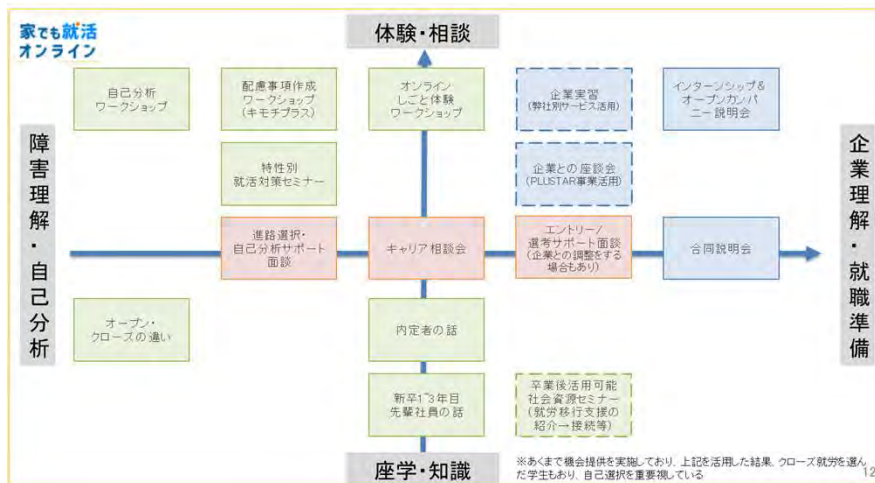 家でも就活
オンライン
体験・相談
自己分析
ワークショップ
配慮事項作成
ワークショップ
(キモチプラス)
オンライン
しごと体験
ワークショップ
企業実習
(弊社別サービス活用)
インターンシップ&
オープンカンパ
ニー説明会
障害理解・自己分析
特性別
就活対策セミナー
企業との座談会
(PLUSTAR事業活用)
企業理解・就職準備
進路選択・
自己分析サポート
面談
キャリア相談会
エントリー/
選考サポート面談
(企業との調整をする
場合もあり)
合同説明会
オープン・
クローズの違い
内定者の話
新卒1~3年目
先輩社員の話
卒業後活用可能
社会資源セミナー
(就労移行支援の
紹介→接続等)
座学・知識
※あくまで機会提供を実施しており、上記を活用した結果、クローズ就労を選ん
だ学生もおり、自己選択を重要視している
12